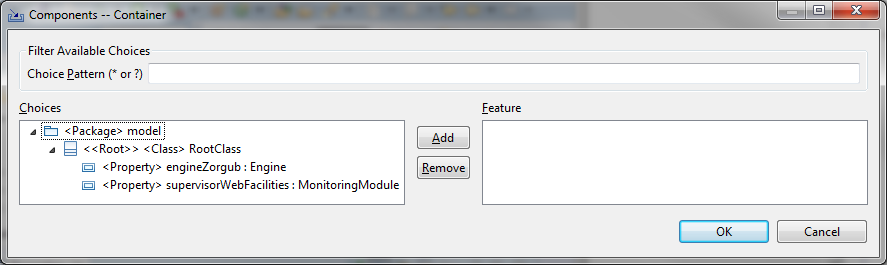 Components -- Container
Filter Available Choices
Choice Pattern (* or ?)
Choices
Feature
<Package> model
<<Root>> <Class> RootClass
<Property> engineZorgub : Engine
<Property> supervisorWebFacilities : MonitoringModule
Add
Remove
OK
Cancel